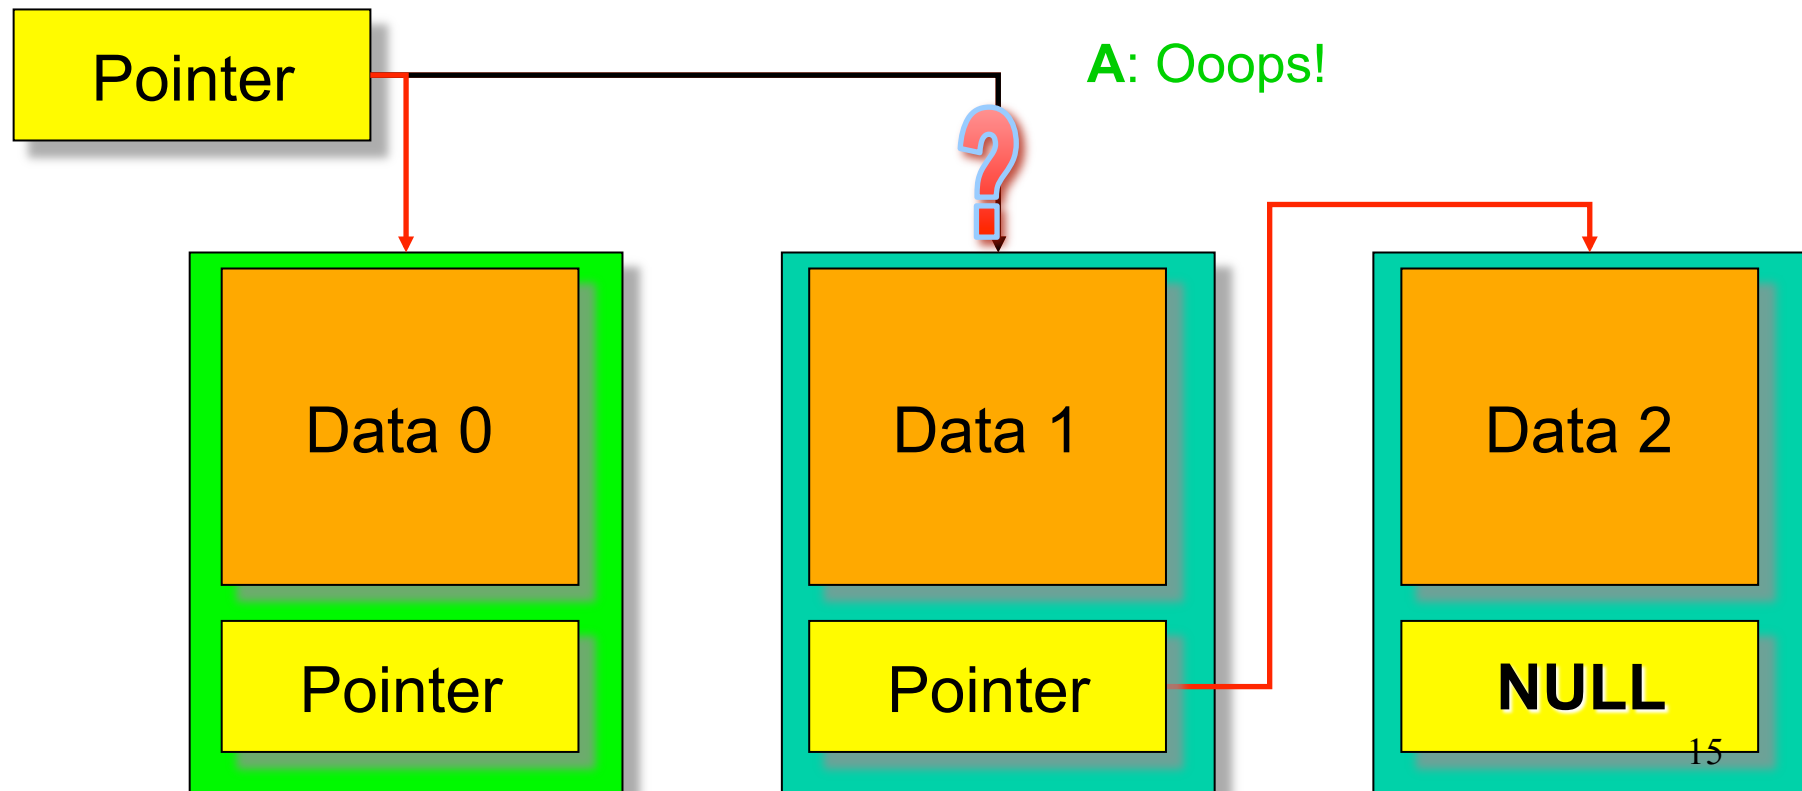 Pointer
A: Ooops!
?
Data 0
Data 1
Data 2
Pointer
Pointer
NULL
15